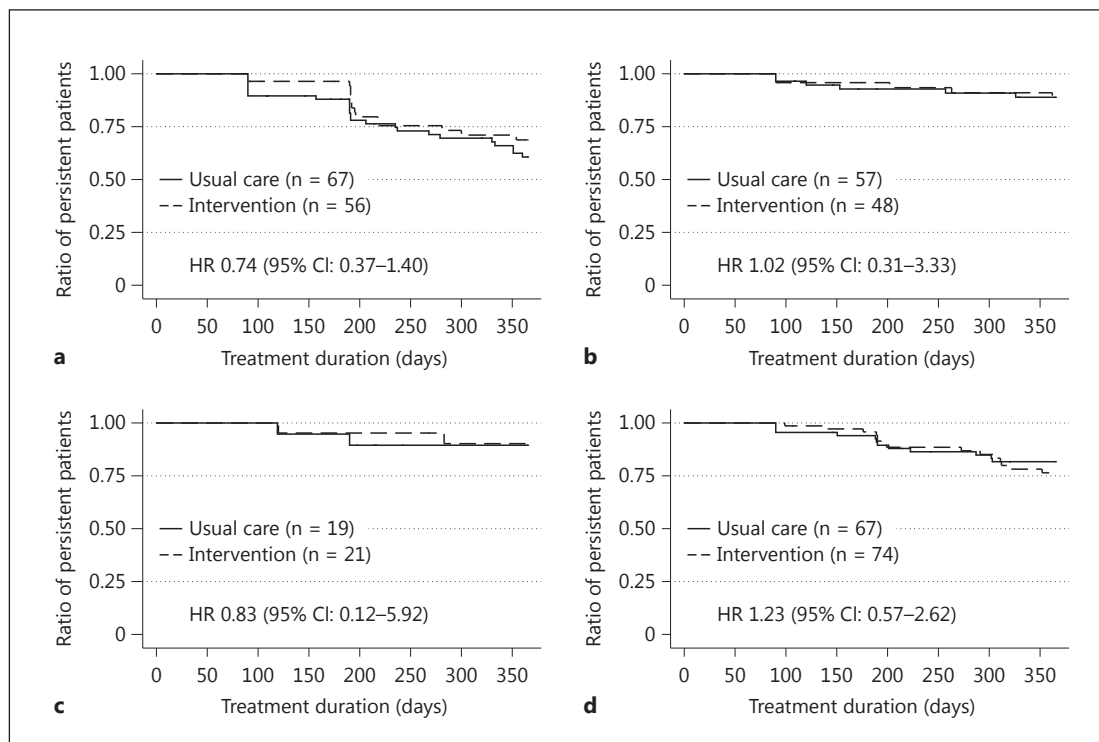 Ratio of persistent patients
1.00
0.75
0.50
0.25
0
Usual care (n = 67)
Intervention (n = 56)
HR 0.74 (95% CI: 0.37–1.40)
0 50 100 150 200 250 300 350
Treatment duration (days)
a
Ratio of persistent patients
1.00
0.75
0.50
0.25
0
Usual care (n = 57)
Intervention (n = 48)
HR 1.02 (95% CI: 0.31–3.33)
0 50 100 150 200 250 300 350
Treatment duration (days)
b
Ratio of persistent patients
1.00
0.75
0.50
0.25
0
Usual care (n = 19)
Intervention (n = 21)
HR 0.83 (95% CI: 0.12–5.92)
0 50 100 150 200 250 300 350
Treatment duration (days)
c
Ratio of persistent patients
1.00
0.75
0.50
0.25
0
Usual care (n = 67)
Intervention (n = 74)
HR 1.23 (95% CI: 0.57–2.62)
0 50 100 150 200 250 300 350
Treatment duration (days)
d